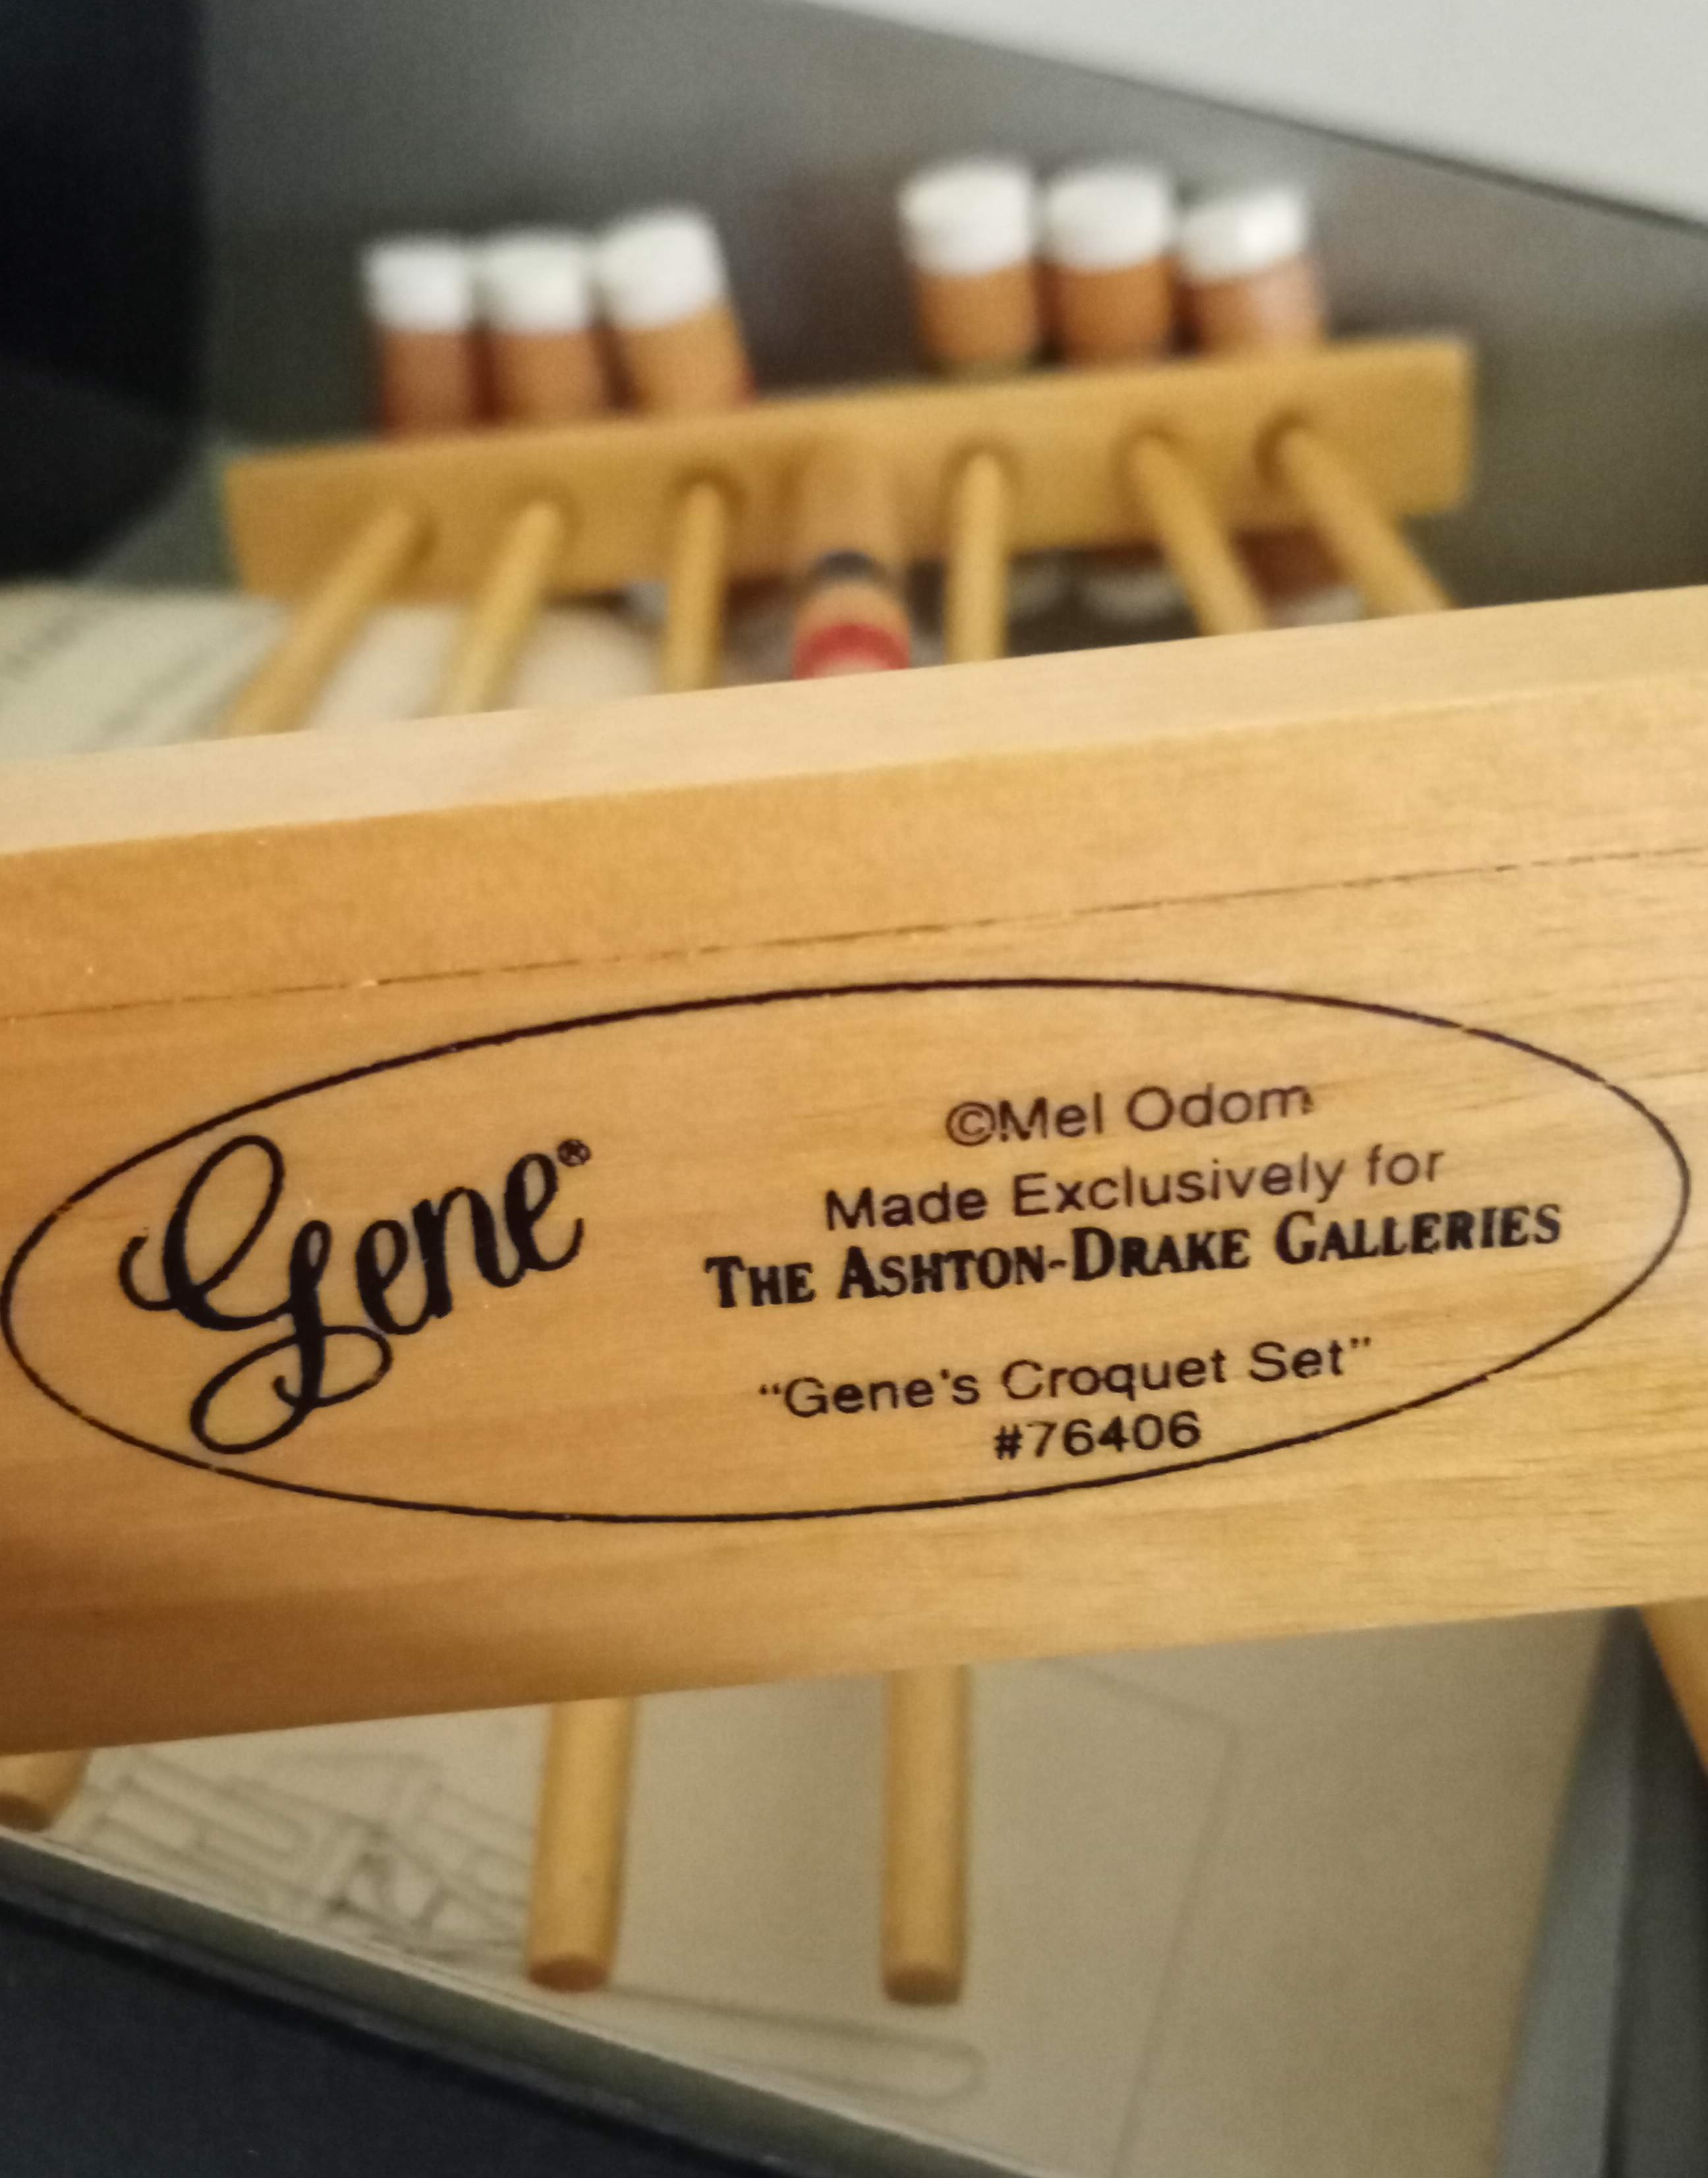 Gene®
©Mel Odom
Made Exclusively for
THE ASHTON-DRAKE GALLERIES
“Gene's Croquet Set”
#76406